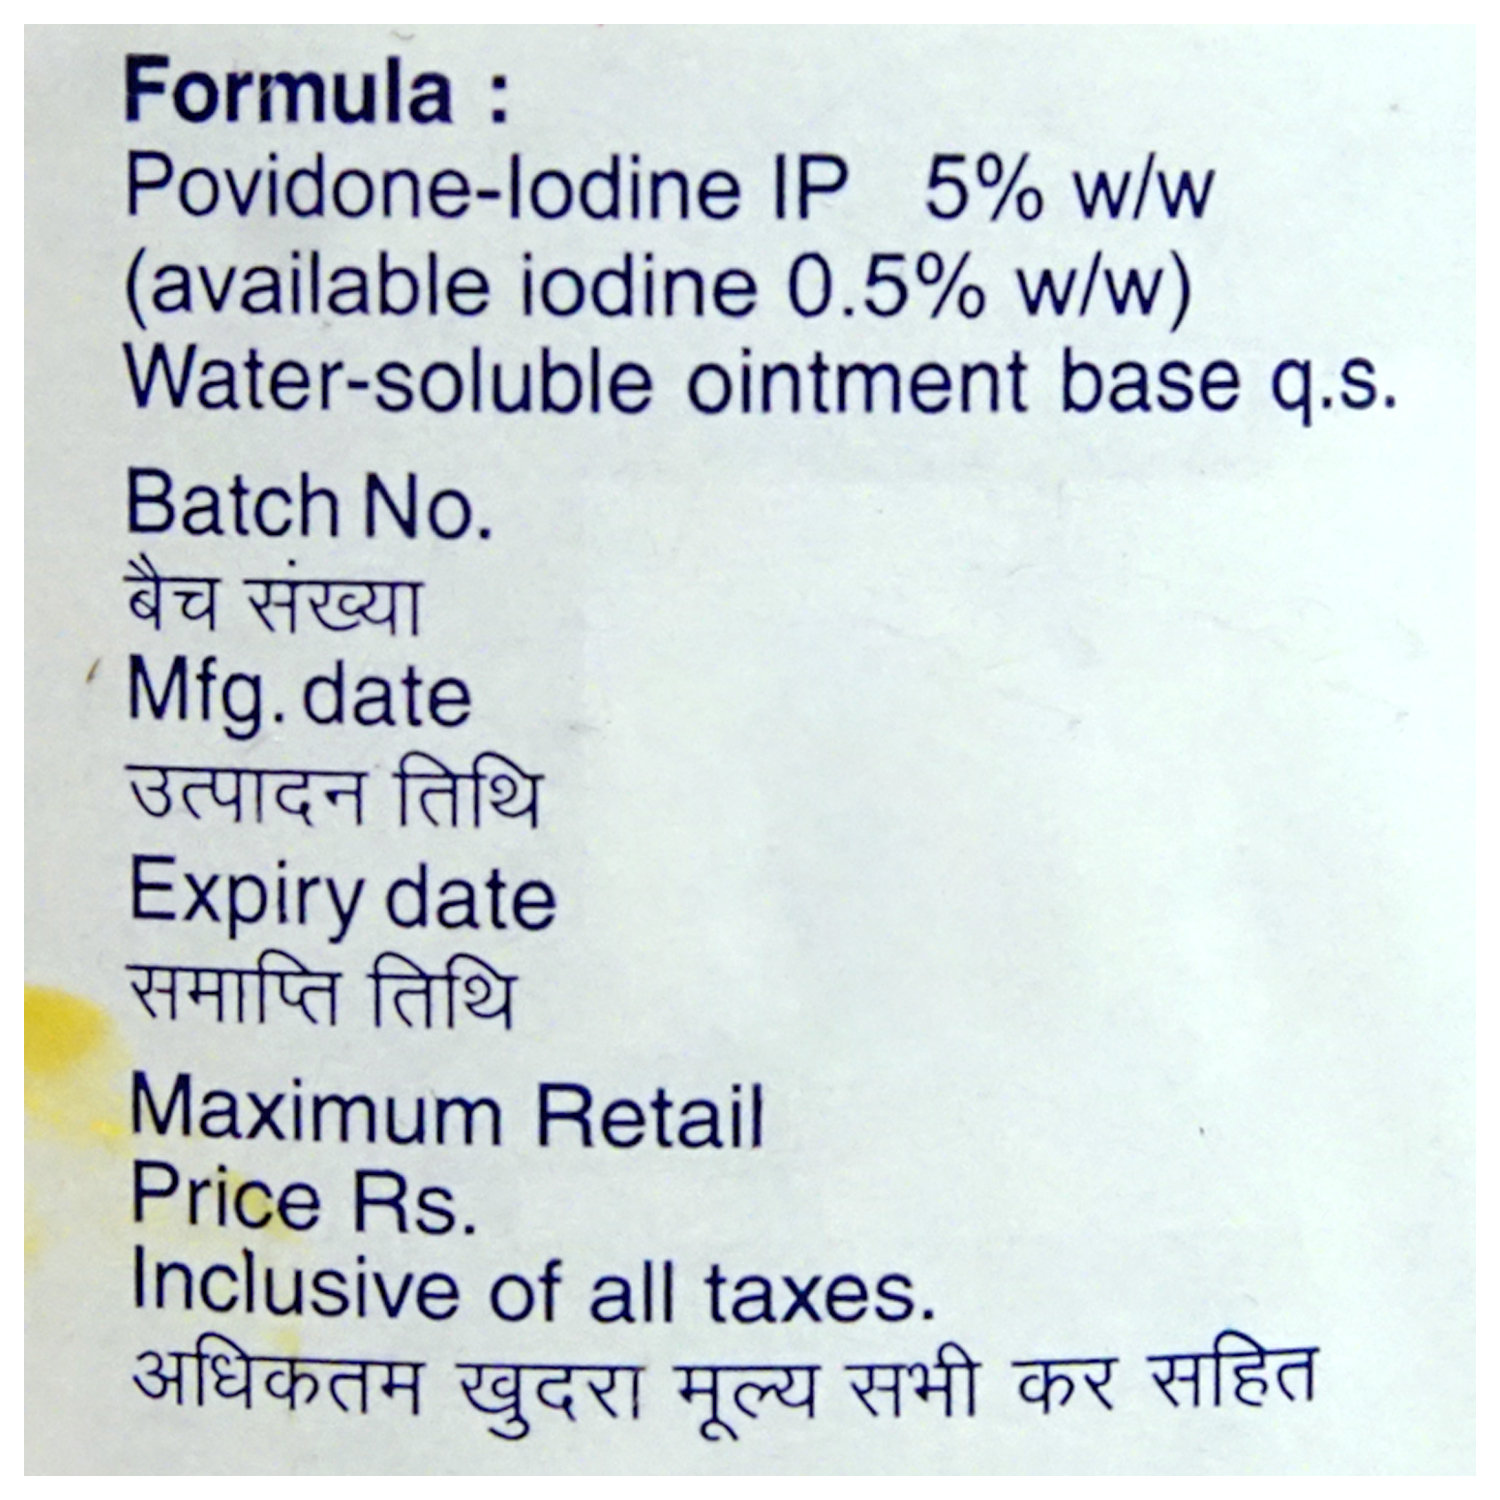 Formula :
Povidone-Iodine IP 5% w/w
(available iodine 0.5% w/w)
Water-soluble ointment base q.s.
Batch No.
बैच संख्या
Mfg. date
उत्पादन तिथि
Expiry date
समाप्ति तिथि
Maximum Retail
Price Rs.
Inclusive of all taxes.
अधिकतम खुदरा मूल्य सभी कर सहित